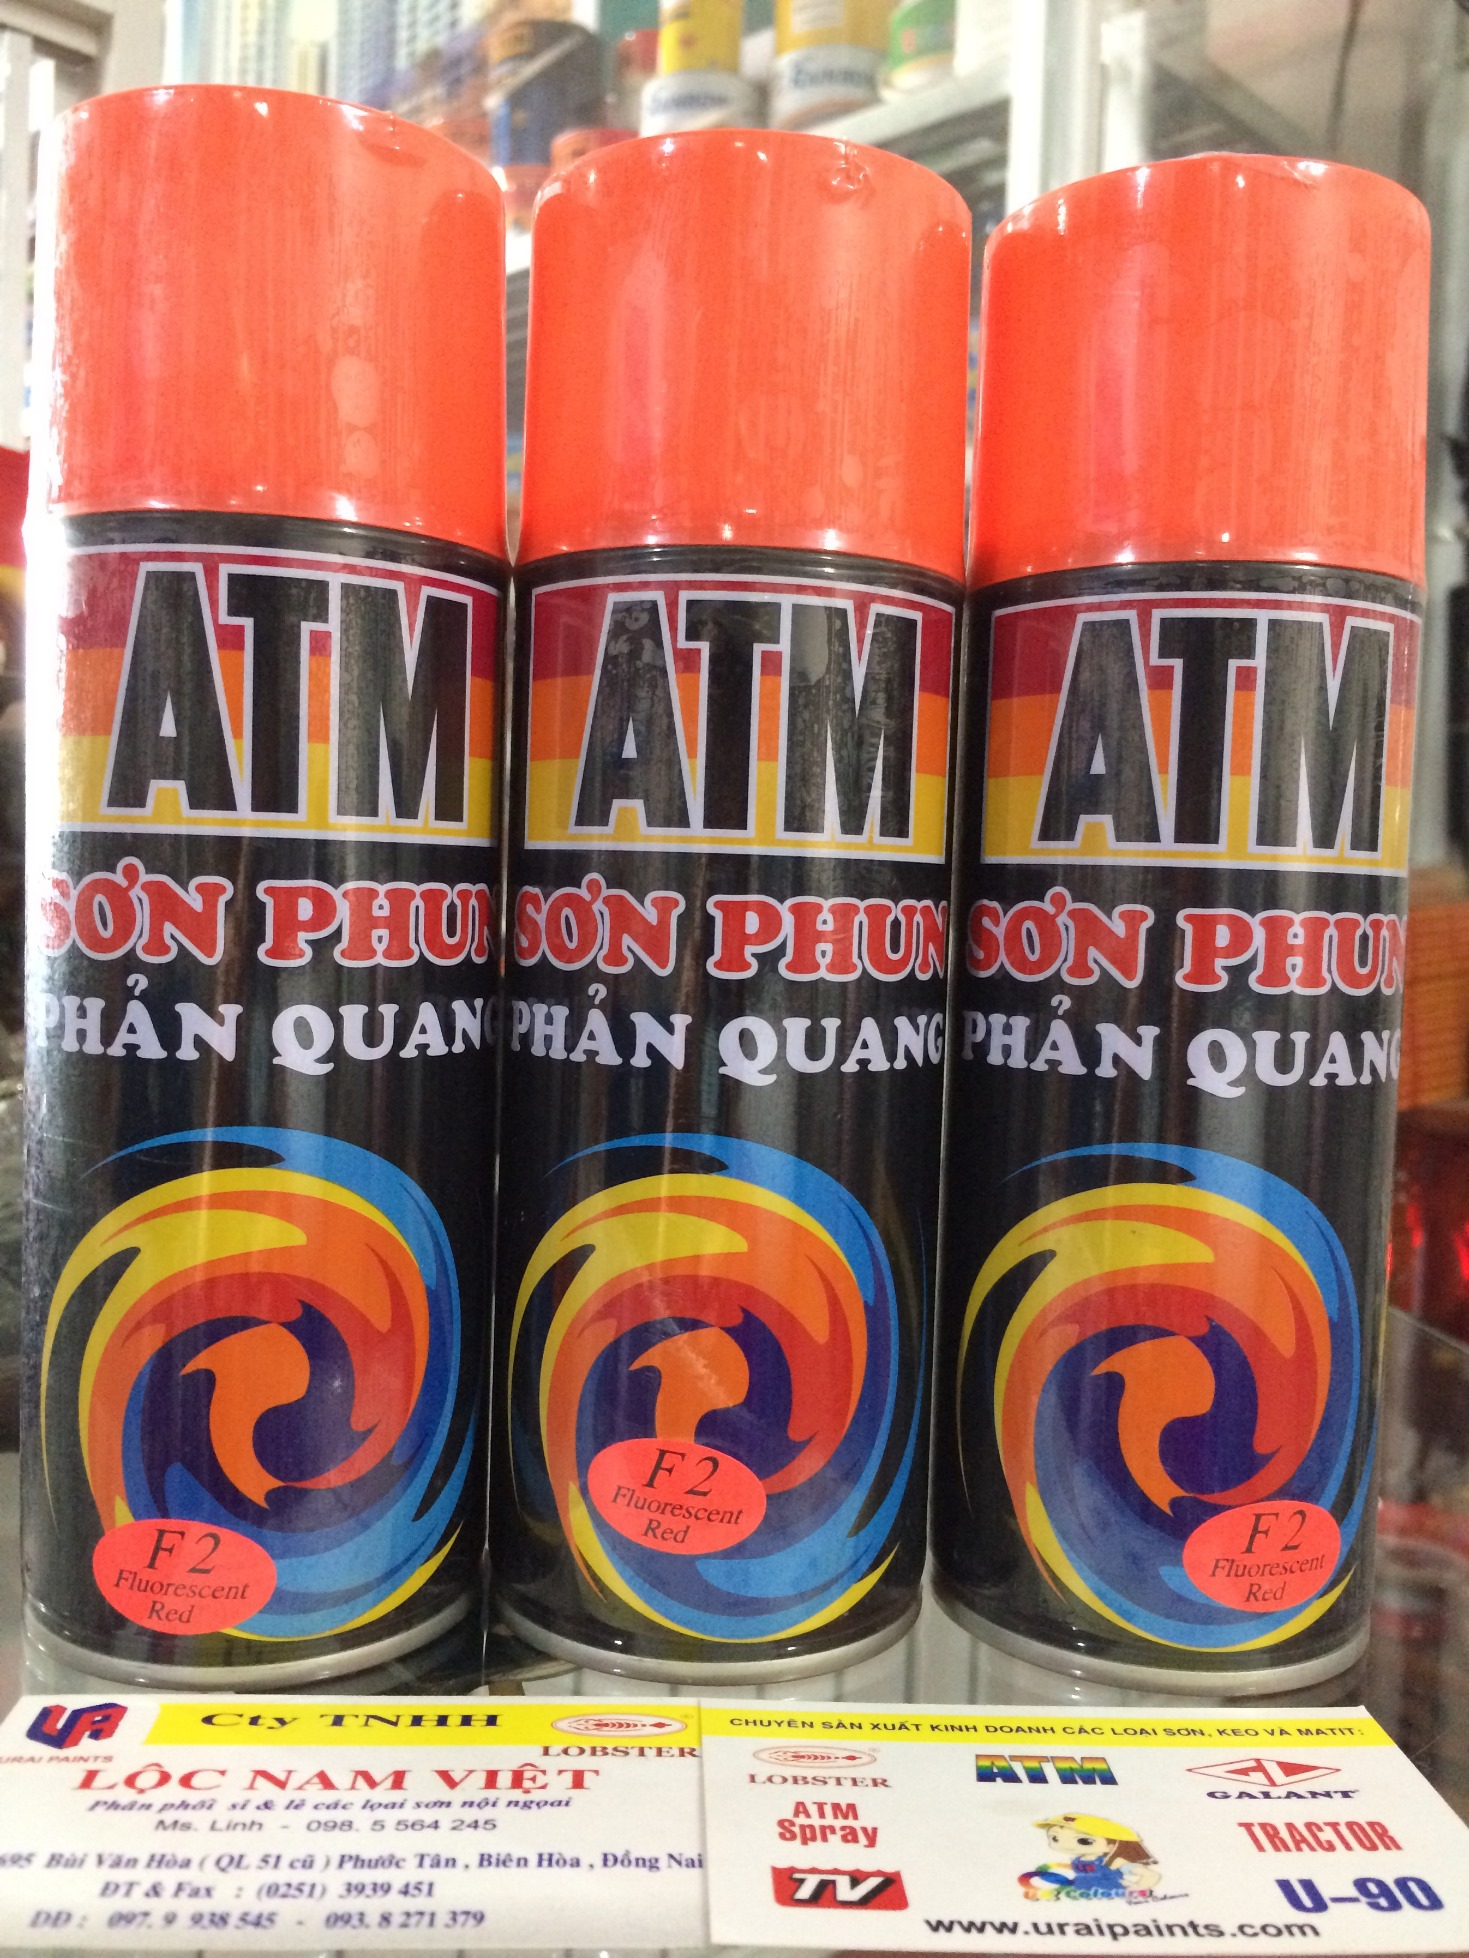 ATM
SƠN PHUN
PHẢN QUANG
F2
Fluorescent
Red
ATM
SƠN PHUN
PHẢN QUANG
F2
Fluorescent
Red
ATM
SƠN PHUN
PHẢN QUANG
F2
Fluorescent
Red
URAI PAINTS
Cty TNHH
LOBSTER
LỘC NAM VIỆT
Phân phối sỉ & lẻ các lọai sơn nội ngọai
Ms. Linh - 098. 5 564 245
695 Bùi Văn Hòa ( QL 51 cũ ) Phước Tân , Biên Hòa , Đồng Nai
ĐT & Fax : (0251) 3939 451
DĐ : 097. 9 938 545 - 093. 8 271 379
CHUYÊN SẢN XUẤT KINH DOANH CÁC LOẠI SƠN, KEO VÀ MATIT:
LOBSTER
ATM
GALANT
ATM
Spray
TRACTOR
TV
U-90
www.uraipaints.com